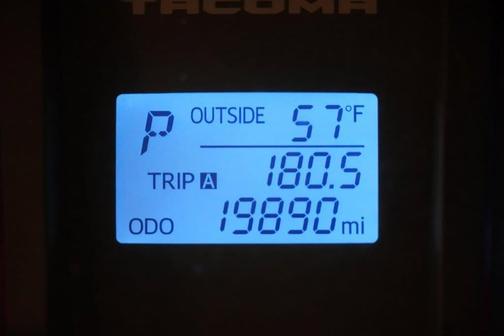 TACOMA
P OUTSIDE 57°F
TRIP A 180.5
ODO 19890 mi